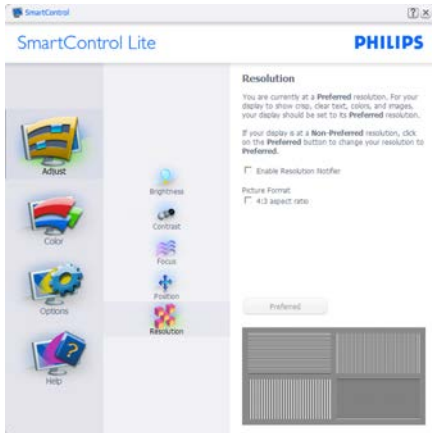 SmartControl
SmartControl Lite
PHILIPS
Adjust
Color
Options
Help
Brightness
Contrast
Focus
Position
Resolution
Resolution
You are currently at a Preferred resolution. For your
display to show crisp, clear text, colors, and images,
your display should be set to its Preferred resolution.
If your display is at a Non-Preferred resolution, click
on the Preferred button to change your resolution to
Preferred.
Enable Resolution Notifier
Picture Format
4:3 aspect ratio
Preferred